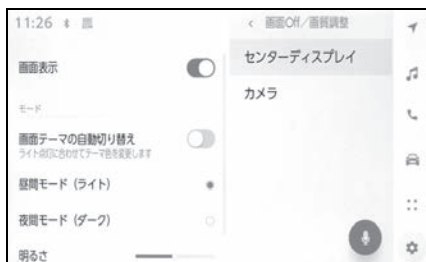 11:26
画面表示
モード
画面テーマの自動切り替え
ライト点灯に合わせてテーマ色を変更します
昼間モード（ライト）
夜間モード（ダーク）
明るさ
< 画面Off／画質調整
センターディスプレイ
カメラ